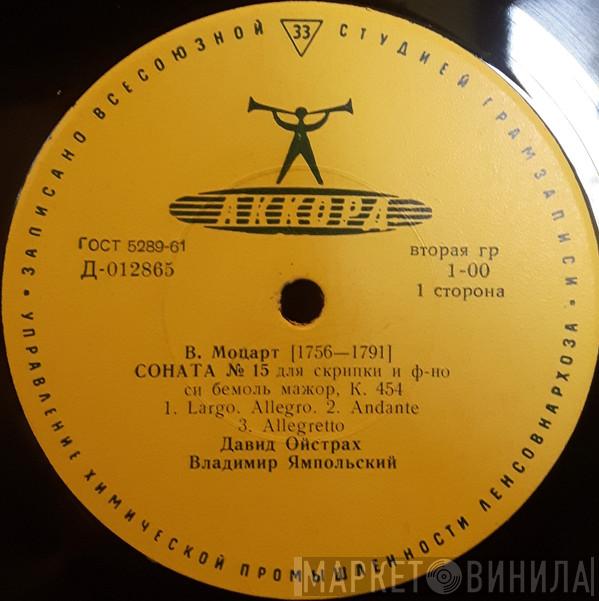 ЗАПИСАНО ВСЕСОЮЗНОЙ СТУДИЕЙ ГРАМЗАПИСИ
33
АККОРД
ГОСТ 5289-61
Д-012865
вторая гр
1-00
1 сторона
В. Моцарт [1756—1791]
СОНАТА № 15 для скрипки и ф-но
си бемоль мажор, К. 454
1. Largo. Allegro. 2. Andante
3. Allegretto
Давид Ойстрах
Владимир Ямпольский
УПРАВЛЕНИЕ ХИМИЧЕСКОЙ ПРОМЫШЛЕННОСТИ ЛЕНСОВНАРХОЗА
МАРКЕТ ВИНИЛА